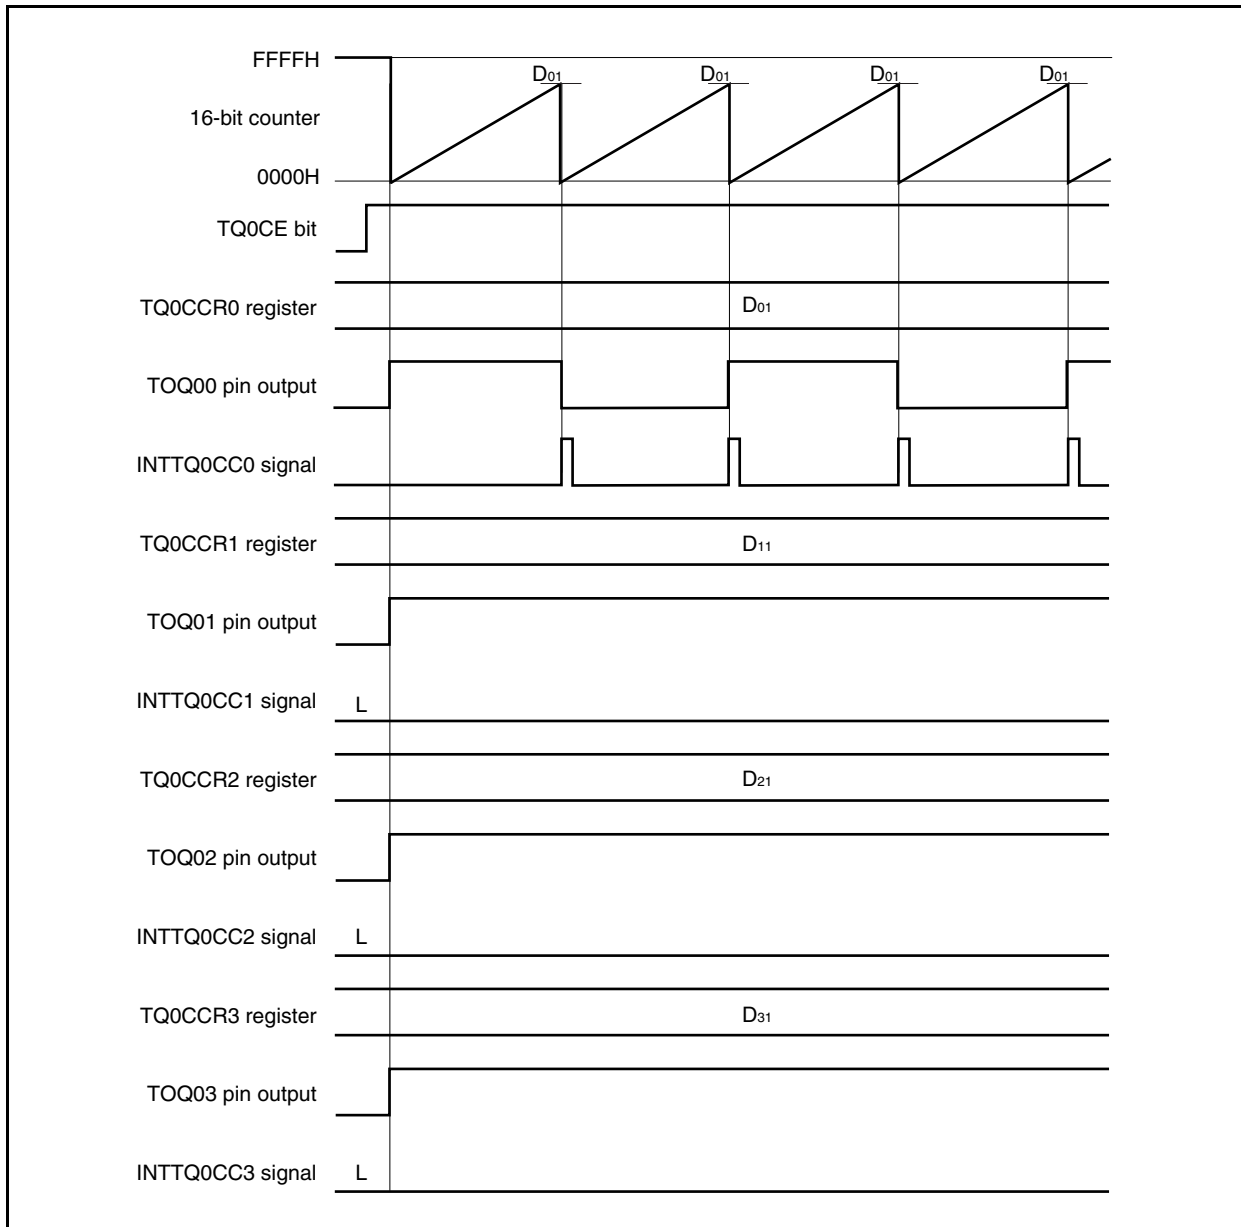 FFFFH
D01 D01 D01 D01
16-bit counter
0000H
TQ0CE bit
TQ0CCR0 register D01
TOQ00 pin output
INTTQ0CC0 signal
TQ0CCR1 register D11
TOQ01 pin output
INTTQ0CC1 signal L
TQ0CCR2 register D21
TOQ02 pin output
INTTQ0CC2 signal L
TQ0CCR3 register D31
TOQ03 pin output
INTTQ0CC3 signal L